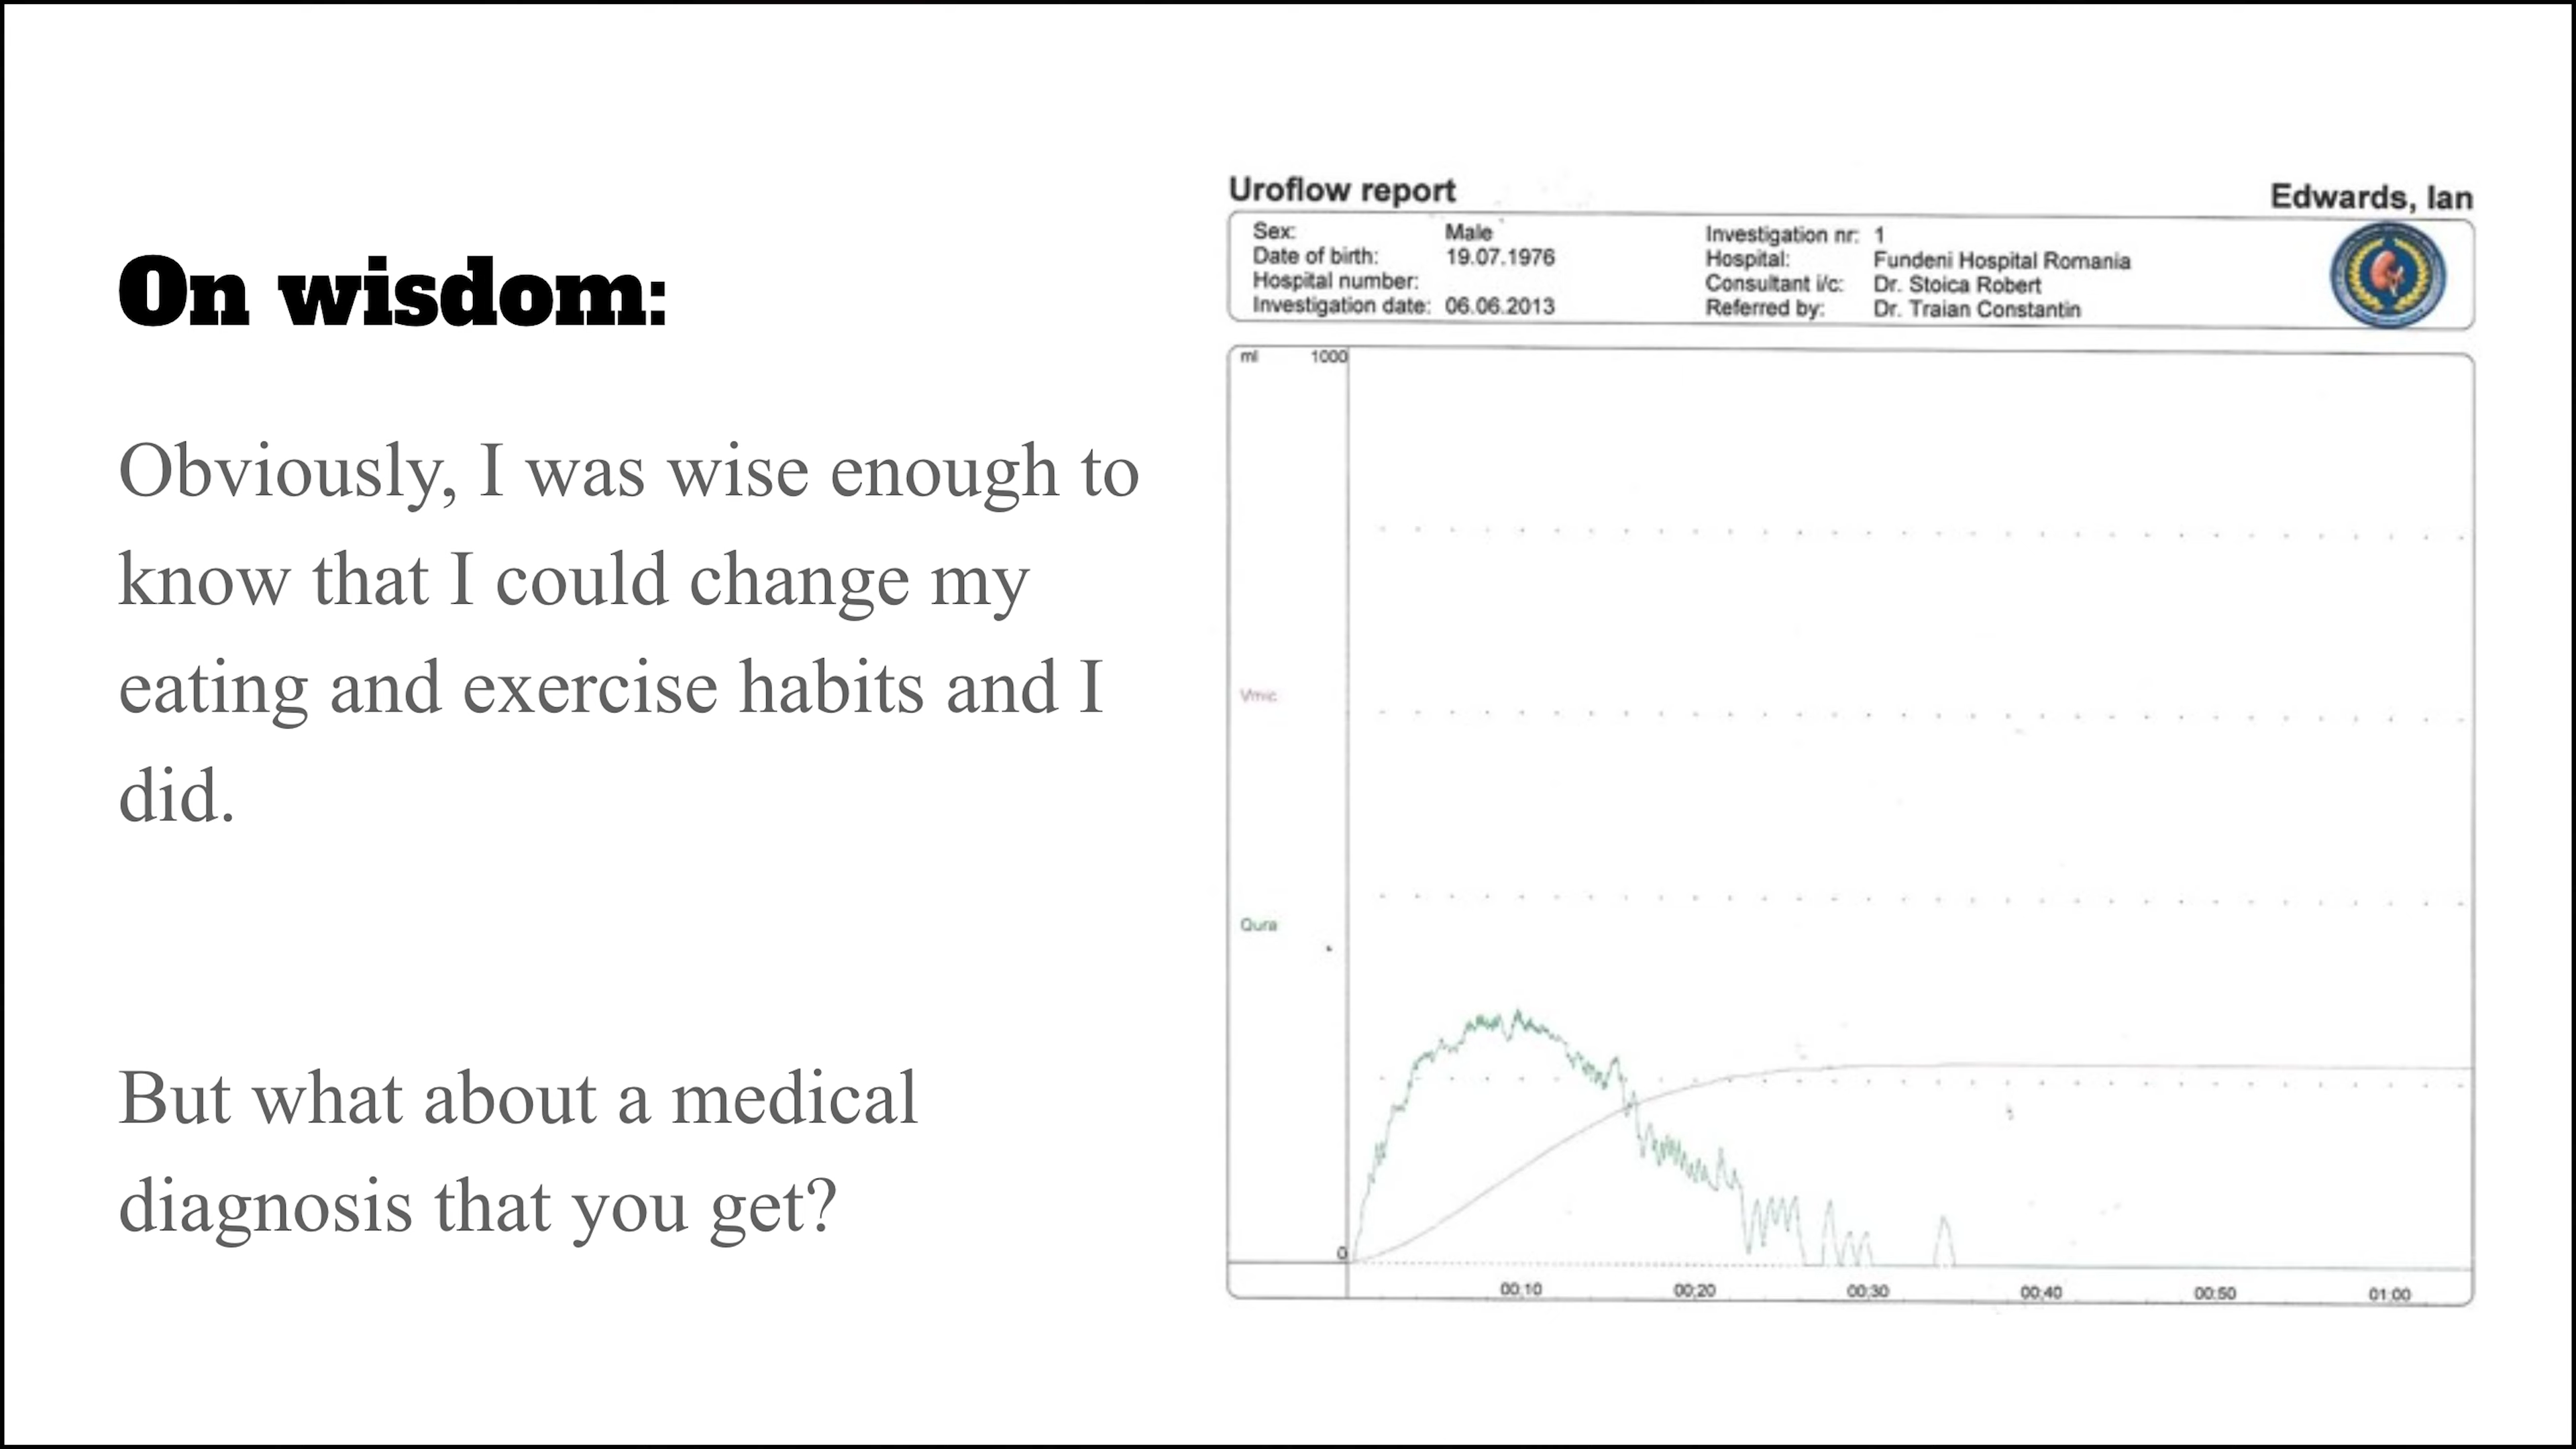 On wisdom:
Obviously, I was wise enough to
know that I could change my
eating and exercise habits and I
did.
But what about a medical
diagnosis that you get?
Uroflow report
Edwards, Ian
Sex: Male
Date of birth: 19.07.1976
Hospital number:
Investigation date: 06.06.2013
Investigation nr: 1
Hospital: Fundeni Hospital Romania
Consultant i/c: Dr. Stoica Robert
Referred by: Dr. Traian Constantin
ml 1000
Vmic
Qura
0
00:10 00:20 00:30 00:40 00:50 01:00